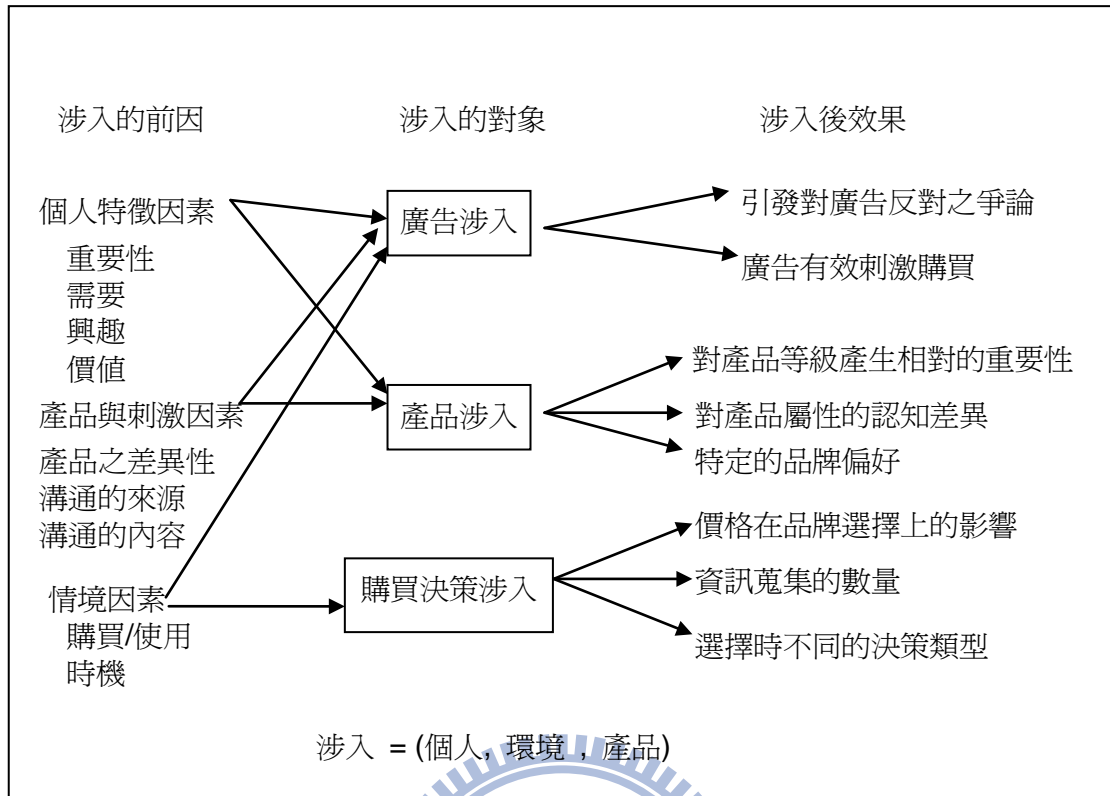 涉入的前因
涉入的對象
涉入後效果
個人特徵因素
重要性
需要
興趣
價值
產品與刺激因素
產品之差異性
溝通的來源
溝通的內容
情境因素
購買/使用
時機
廣告涉入
產品涉入
購買決策涉入
引發對廣告反對之爭論
廣告有效刺激購買
對產品等級產生相對的重要性
對產品屬性的認知差異
特定的品牌偏好
價格在品牌選擇上的影響
資訊蒐集的數量
選擇時不同的決策類型
涉入 = (個人, 環境 , 產品)